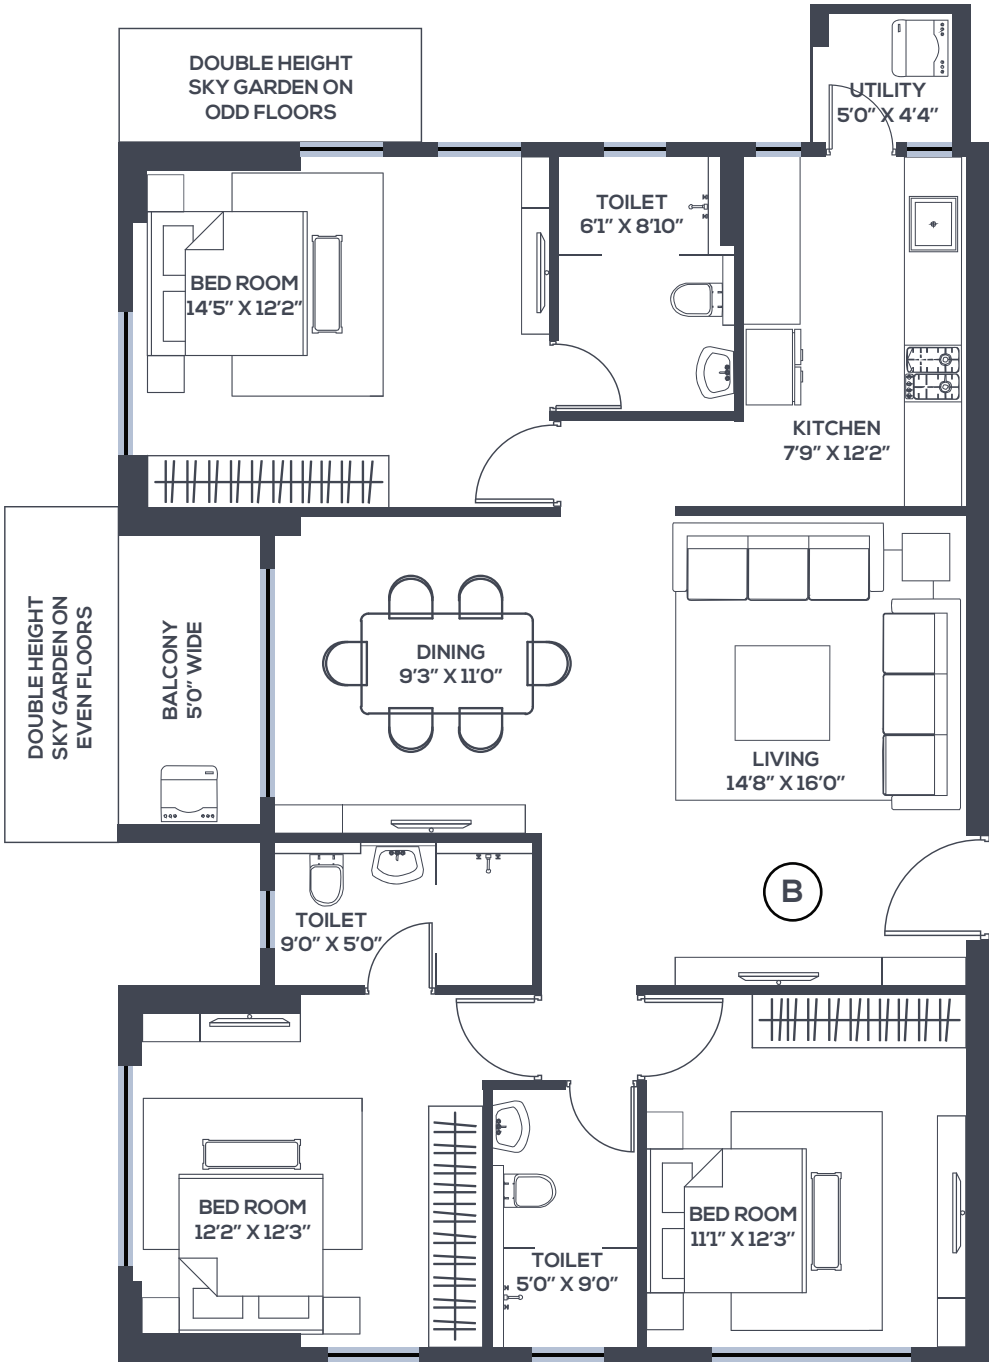 DOUBLE HEIGHT
SKY GARDEN ON
ODD FLOORS
UTILITY
5'0" X 4'4"
TOILET
6'1" X 8'10"
BED ROOM
14'5" X 12'2"
KITCHEN
7'9" X 12'2"
DOUBLE HEIGHT
SKY GARDEN ON
EVEN FLOORS
BALCONY
5'0" WIDE
DINING
9'3" X 11'0"
LIVING
14'8" X 16'0"
B
TOILET
9'0" X 5'0"
BED ROOM
12'2" X 12'3"
BED ROOM
11'1" X 12'3"
TOILET
5'0" X 9'0"